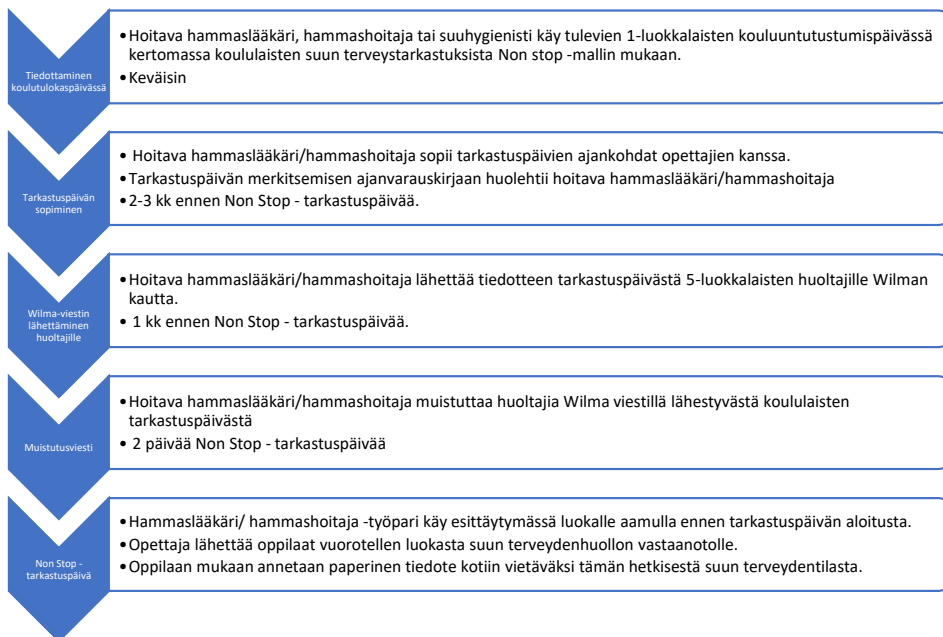 Tiedottaminen
koulutulokaspäivässä
•Hoitava hammaslääkäri, hammashoitaja tai suuhygienisti käy tulevien 1-luokkalaisten kouluuntutustumispäivässä
kertomassa koululaisten suun terveystarkastuksista Non stop -mallin mukaan.
•Keväisin
Tarkastuspäivän
sopiminen
• Hoitava hammaslääkäri/hammashoitaja sopii tarkastuspäivien ajankohdat opettajien kanssa.
•Tarkastuspäivän merkitsemisen ajanvarauskirjaan huolehtii hoitava hammaslääkäri/hammashoitaja
•2-3 kk ennen Non Stop - tarkastuspäivää.
Wilma-viestin
lähettäminen
huoltajille
•Hoitava hammaslääkäri/hammashoitaja lähettää tiedotteen tarkastuspäivästä 5-luokkalaisten huoltajille Wilman
kautta.
• 1 kk ennen Non Stop - tarkastuspäivää.
Muistutusviesti
•Hoitava hammaslääkäri/hammashoitaja muistuttaa huoltajia Wilma viestillä lähestyvästä koululaisten
tarkastuspäivästä
• 2 päivää Non Stop - tarkastuspäivää
Non Stop -
tarkastuspäivä
•Hammaslääkäri/ hammashoitaja -työpari käy esittäytymässä luokalle aamulla ennen tarkastuspäivän aloitusta.
•Opettaja lähettää oppilaat vuorotellen luokasta suun terveydenhuollon vastaanotolle.
•Oppilaan mukaan annetaan paperinen tiedote kotiin vietäväksi tämän hetkisestä suun terveydentilasta.